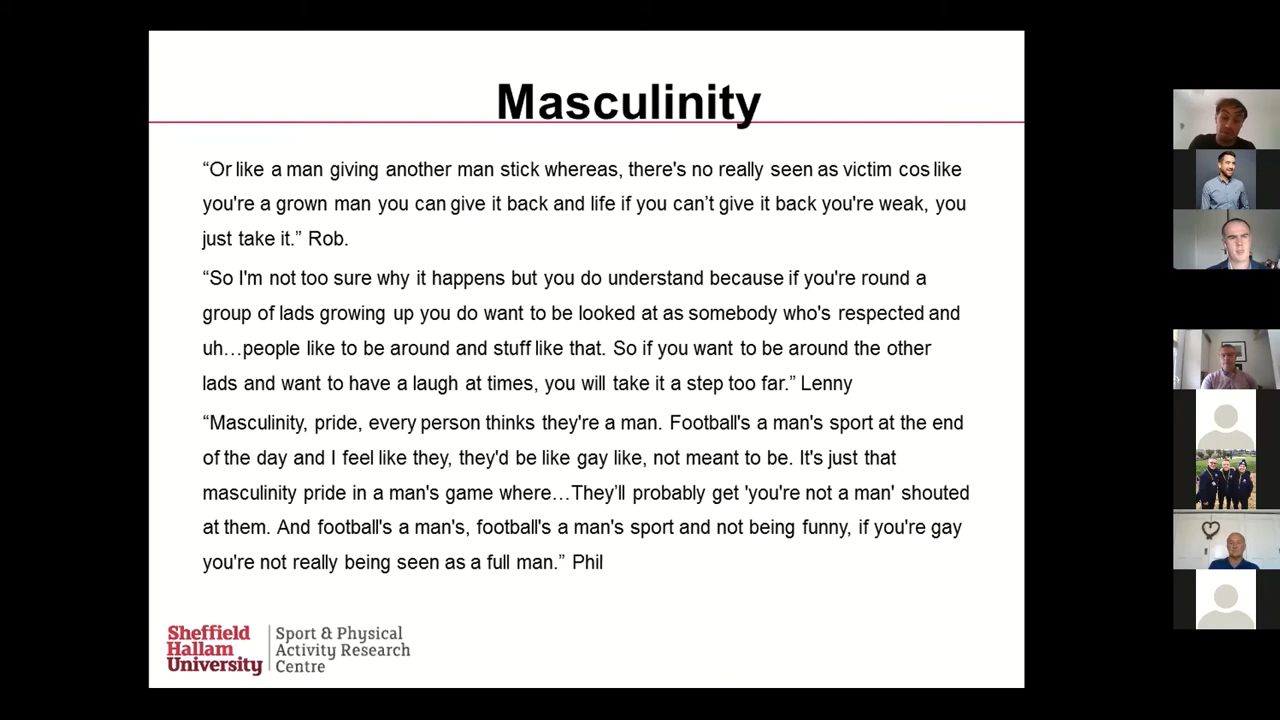 Masculinity
“Or like a man giving another man stick whereas, there's no really seen as victim cos like
you're a grown man you can give it back and life if you can’t give it back you're weak, you
just take it.” Rob.
“So I'm not too sure why it happens but you do understand because if you're round a
group of lads growing up you do want to be looked at as somebody who's respected and
uh…people like to be around and stuff like that. So if you want to be around the other
lads and want to have a laugh at times, you will take it a step too far.” Lenny
“Masculinity, pride, every person thinks they're a man. Football's a man's sport at the end
of the day and I feel like they, they'd be like gay like, not meant to be. It's just that
masculinity pride in a man's game where…They’ll probably get 'you're not a man' shouted
at them. And football's a man's, football's a man's sport and not being funny, if you're gay
you're not really being seen as a full man.” Phil
Sheffield
Hallam
University
Sport & Physical
Activity Research
Centre